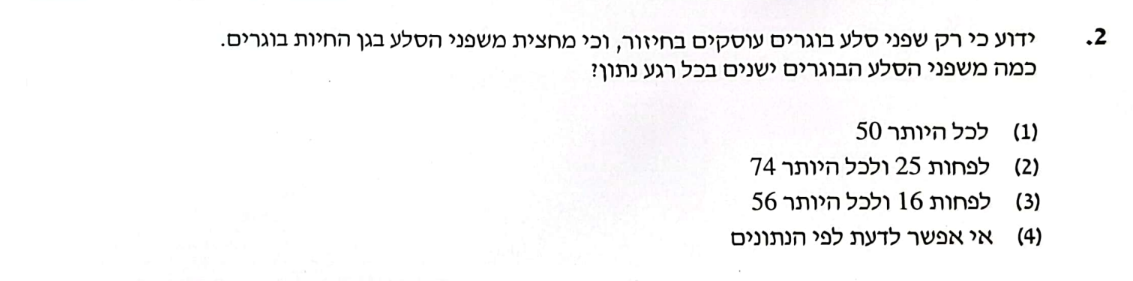 2. ידוע כי רק שפני סלע בוגרים עוסקים בחיזור, וכי מחצית משפני הסלע בגן החיות בוגרים.
כמה משפני הסלע הבוגרים ישנים בכל רגע נתון?
(1) לכל היותר 50
(2) לפחות 25 ולכל היותר 74
(3) לפחות 16 ולכל היותר 56
(4) אי אפשר לדעת לפי הנתונים